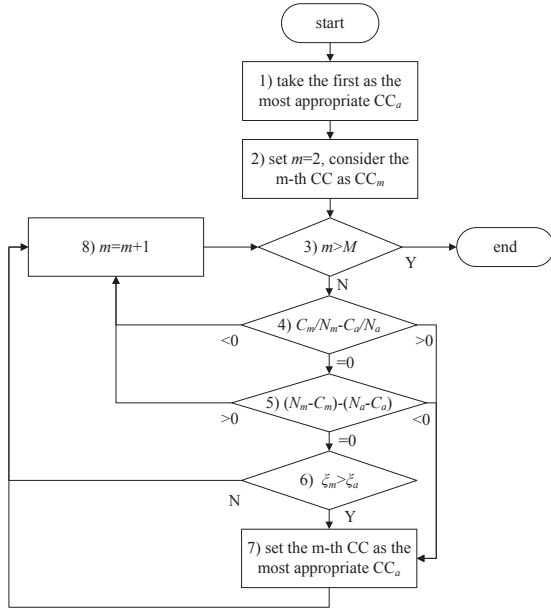 start
1) take the first as the
most appropriate CCa
2) set m=2, consider the
m-th CC as CCm
8) m=m+1
3) m>M
end
Y
N
4) Cm/Nm-Ca/Na
<0
>0
=0
5) (Nm-Cm)-(Na-Ca)
>0
<0
=0
6) ξm>ξa
N
Y
7) set the m-th CC as the
most appropriate CCa